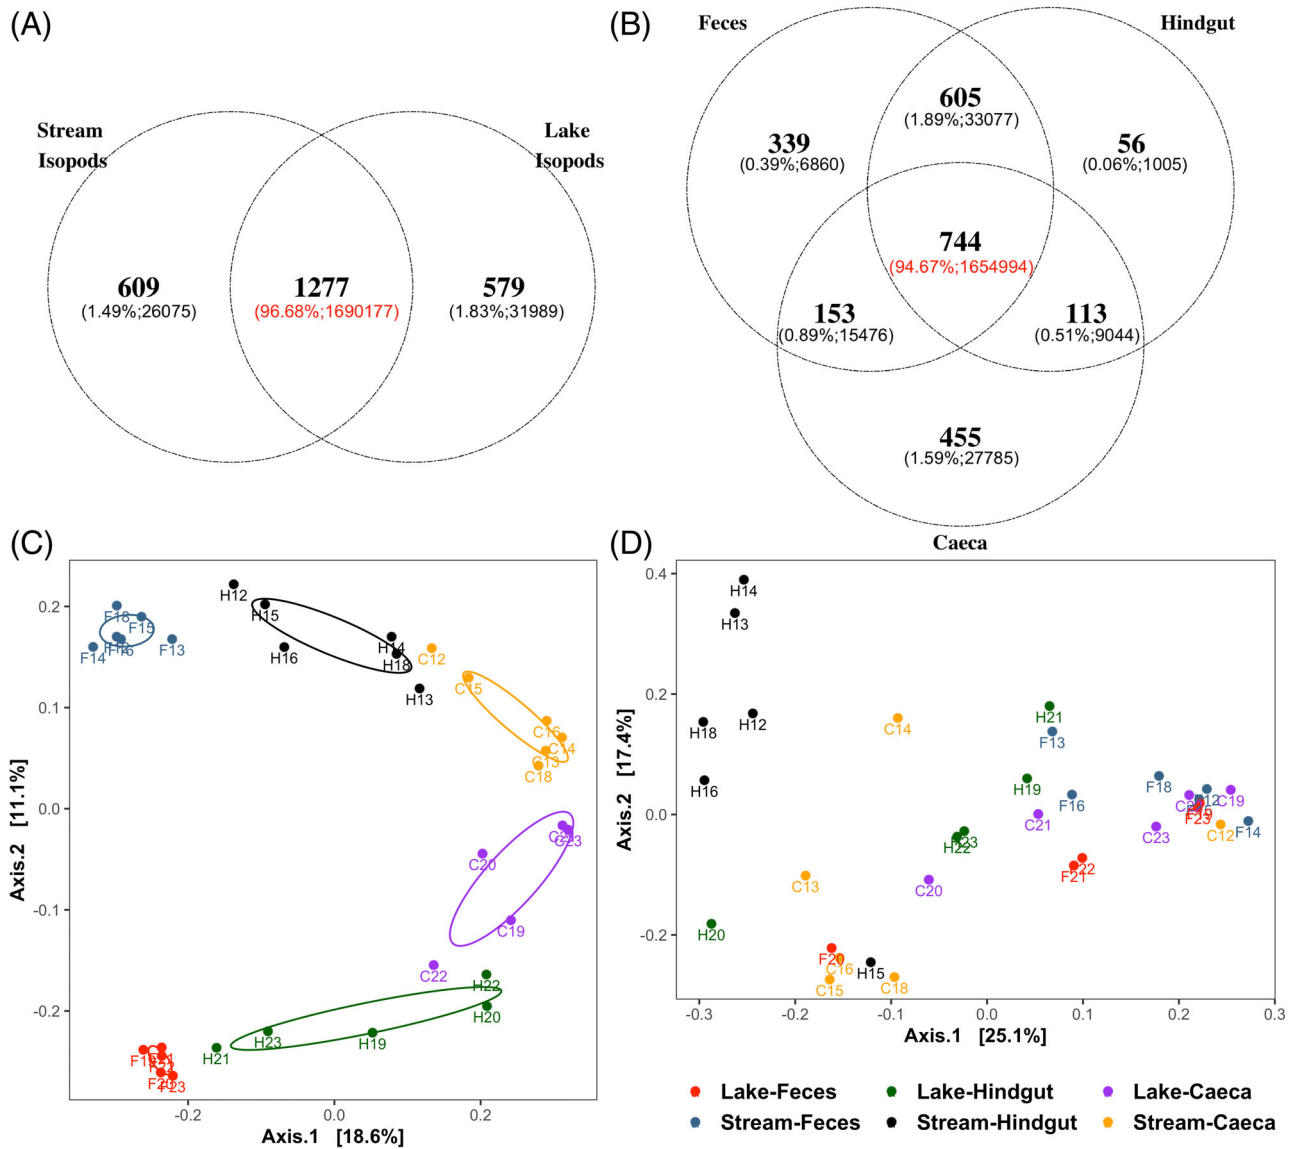 (A)
Stream
Isopods
Lake
Isopods
609
(1.49%;26075)
1277
(96.68%;1690177)
579
(1.83%;31989)
(B)
Feces
Hindgut
605
(1.89%;33077)
339
(0.39%;6860)
56
(0.06%;1005)
744
(94.67%;1654994)
153
(0.89%;15476)
113
(0.51%;9044)
455
(1.59%;27785)
Caeca
(C)
Axis.2 [11.1%]
0.2
0.1
0.0
-0.1
-0.2
H12
F18
H15
F15
F14
F13
H16
H14
H18
C12
H13
C15
C16
C14
C13
C18
C23
C20
C19
C22
H22
H20
H23
H19
H21
F20
F23
-0.2
0.0
0.2
Axis.1 [18.6%]
(D)
Axis.2 [17.4%]
0.4
0.2
0.0
-0.2
H14
H13
H12
H18
H16
C14
H21
F13
H19
F18
F16
C19
C21
F23
C12
F14
C23
H23
H22
F22
F21
C13
C20
H20
F20
C16
H15
C15
C18
-0.3
-0.2
-0.1
0.0
0.1
0.2
0.3
Axis.1 [25.1%]
Lake-Feces
Lake-Hindgut
Lake-Caeca
Stream-Feces
Stream-Hindgut
Stream-Caeca